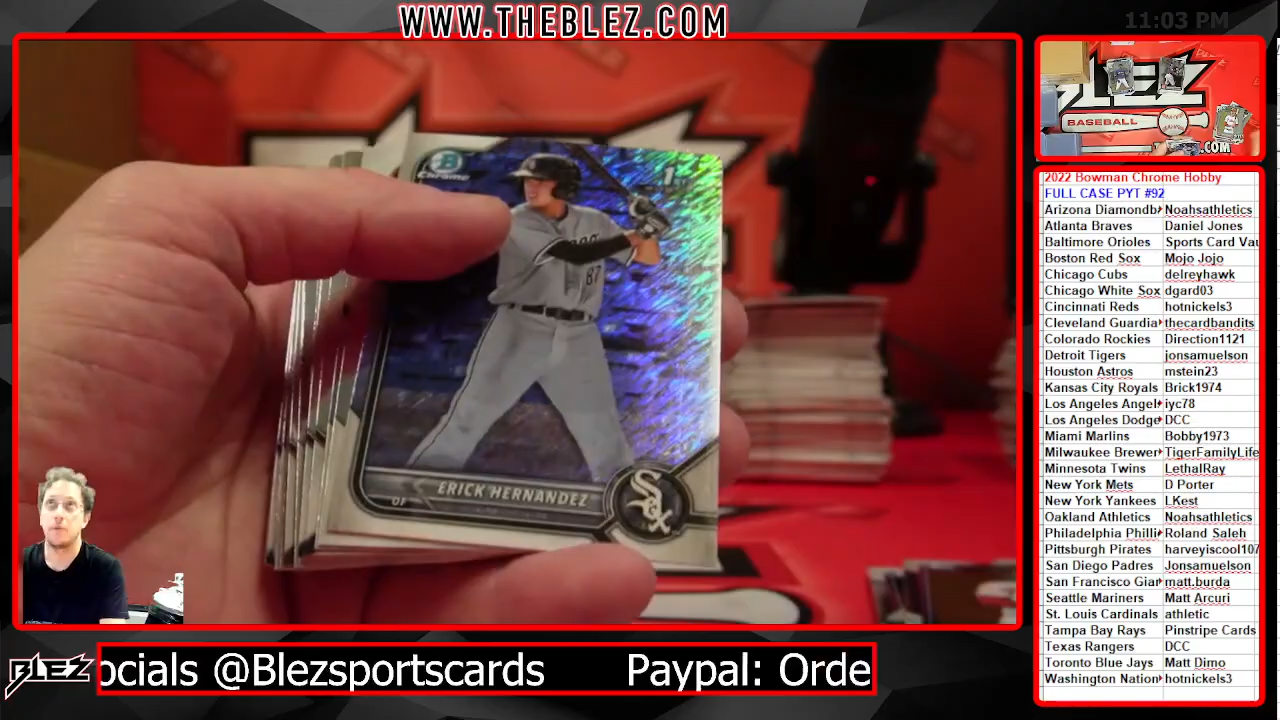 WWW.THEBLEZ.COM
11:03 PM
Chrome
1st
87
ERICK HERNANDEZ
OF
Sox
BLEZ
BASEBALL
.COM
2022 Bowman Chrome Hobby
FULL CASE PYT #92
Arizona Diamondb Noahsathletics
Atlanta Braves Daniel Jones
Baltimore Orioles Sports Card Vau
Boston Red Sox Mojo Jojo
Chicago Cubs delreyhawk
Chicago White Sox dgard03
Cincinnati Reds hotnickels3
Cleveland Guardia thecardbandits
Colorado Rockies Direction1121
Detroit Tigers jonsamuelson
Houston Astros mstein23
Kansas City Royals Brick1974
Los Angeles Angel iyc78
Los Angeles Dodge DCC
Miami Marlins Bobby1973
Milwaukee Brewer TigerFamilyLife
Minnesota Twins LethalRay
New York Mets D Porter
New York Yankees LKest
Oakland Athletics Noahsathletics
Philadelphia Philli Roland Saleh
Pittsburgh Pirates harveyiscool107
San Diego Padres Jonsamuelson
San Francisco Gian matt.burda
Seattle Mariners Matt Arcuri
St. Louis Cardinals athletic
Tampa Bay Rays Pinstripe Cards
Texas Rangers DCC
Toronto Blue Jays Matt Dimo
Washington Nation hotnickels3
BLEZ
ocials @Blezsportscards Paypal: Orde